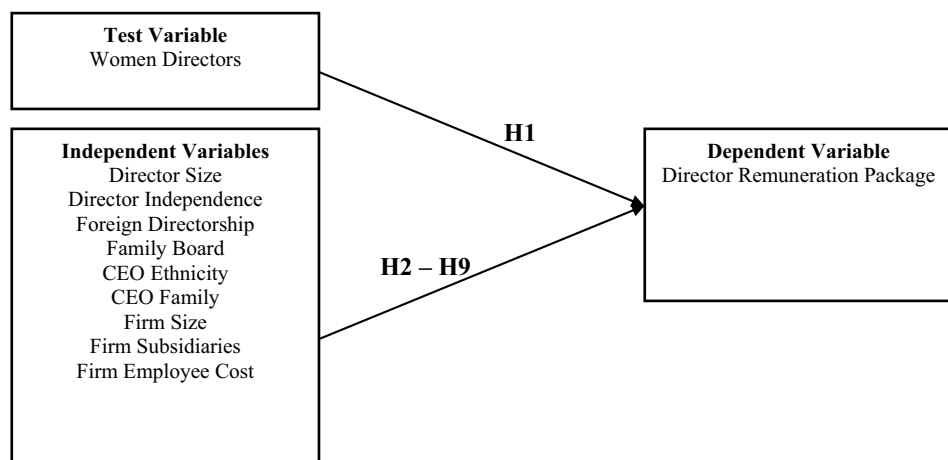 Test Variable
Women Directors
H1
Independent Variables
Director Size
Director Independence
Foreign Directorship
Family Board
CEO Ethnicity
CEO Family
Firm Size
Firm Subsidiaries
Firm Employee Cost
H2 – H9
Dependent Variable
Director Remuneration Package